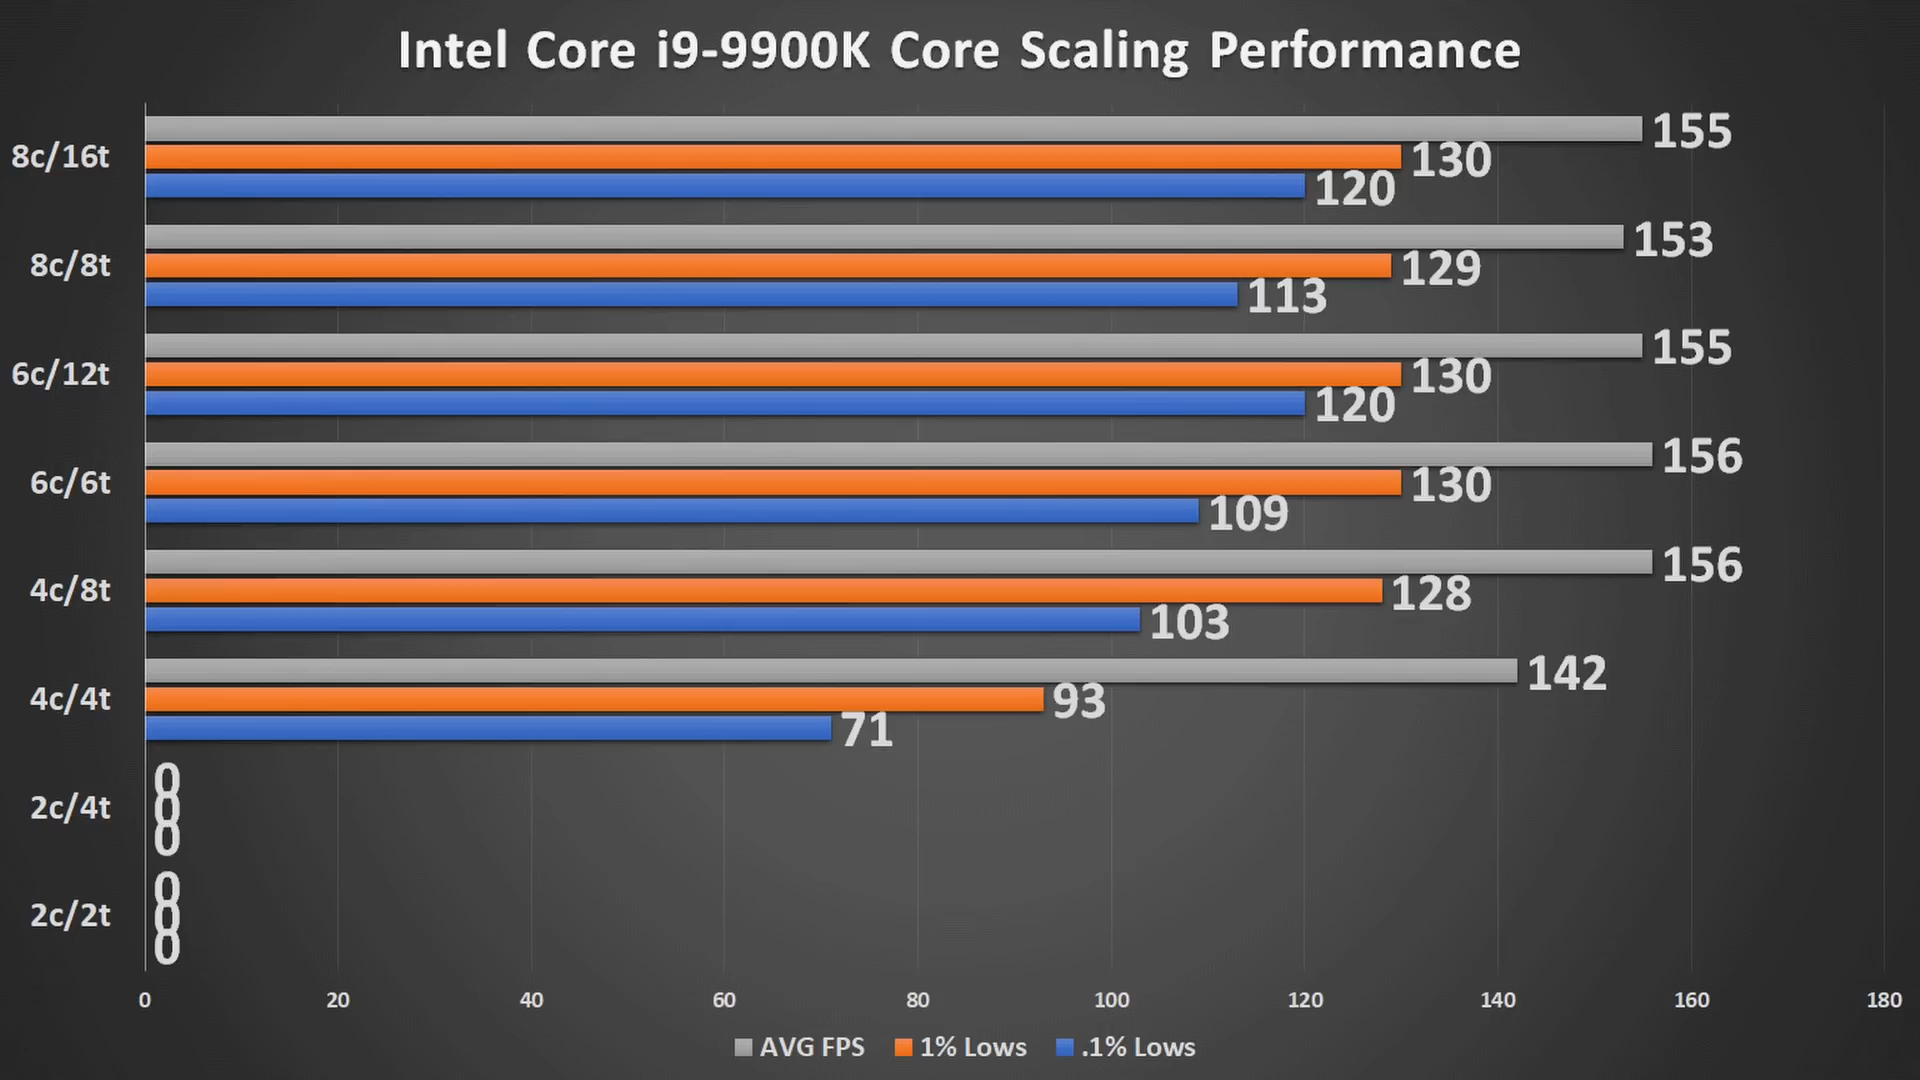 Intel Core i9-9900K Core Scaling Performance
8c/16t
155
130
120
8c/8t
153
129
113
6c/12t
155
130
120
6c/6t
156
130
109
4c/8t
156
128
103
4c/4t
142
93
71
2c/4t
0
0
0
2c/2t
0
0
0
0 20 40 60 80 100 120 140 160 180
AVG FPS 1% Lows .1% Lows